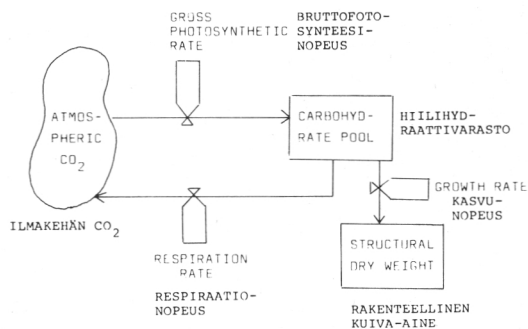 GROSS
PHOTOSYNTHETIC
RATE
BRUTTOFOTO-
SYNTEESI-
NOPEUS
ATMOS-
PHERIC
CO2
CARBOHYD-
RATE POOL
HIILIHYD-
RAATTIVARASTO
GROWTH RATE
KASVU-
NOPEUS
ILMAKEHÄN CO2
RESPIRATION
RATE
RESPIRAATIO-
NOPEUS
STRUCTURAL
DRY WEIGHT
RAKENTEELLINEN
KUIVA-AINE